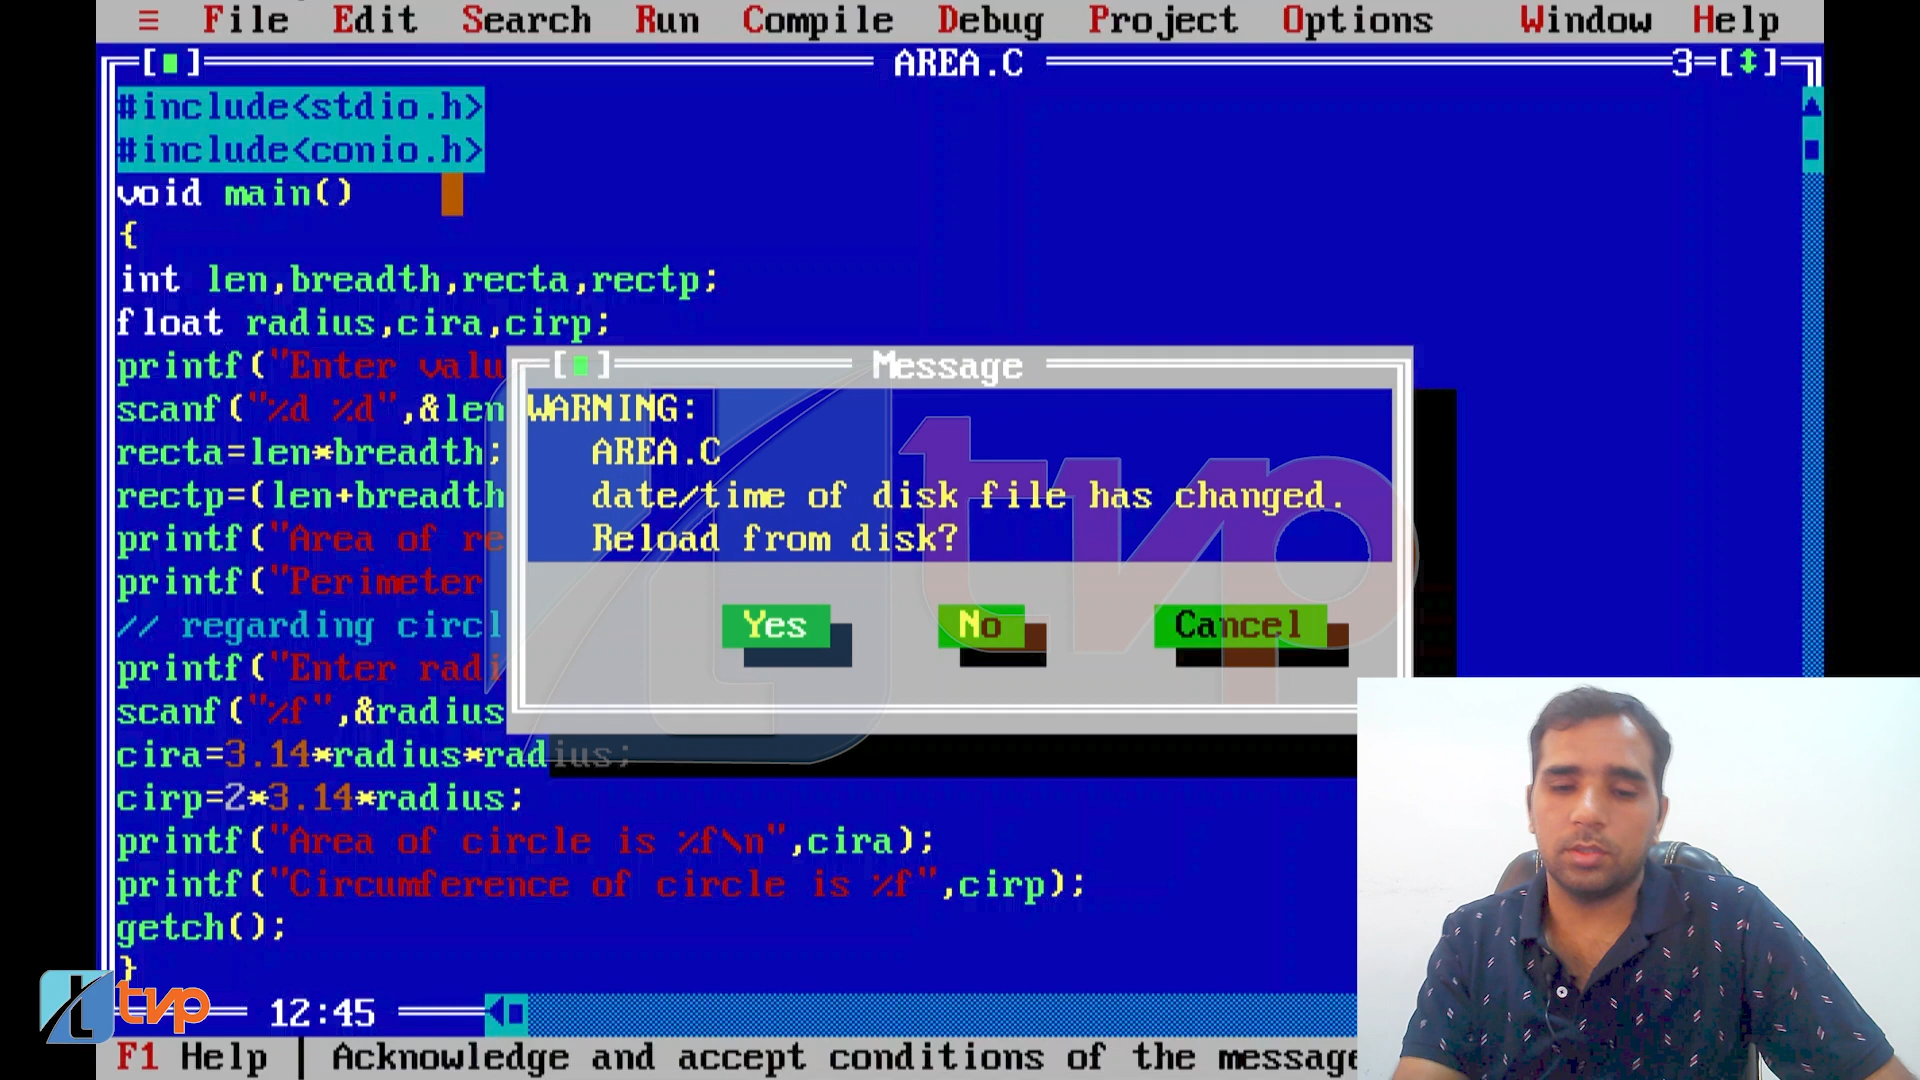 ≡ File Edit Search Run Compile Debug Project Options Window Help
[■] AREA.C 3=[↕]
#include<stdio.h>
#include<conio.h>
void main()
{
int len,breadth,recta,rectp;
float radius,cira,cirp;
printf("Enter valu
scanf("%d %d",&len
recta=len*breadth;
rectp=(len+breadth
printf("Area of re
printf("Perimeter
// regarding circl
printf("Enter radi
scanf("%f",&radius
cira=3.14*radius*radius;
cirp=2*3.14*radius;
printf("Area of circle is %f\n",cira);
printf("Circumference of circle is %f",cirp);
getch();
}
[■] Message
WARNING:
AREA.C
date/time of disk file has changed.
Reload from disk?
Yes No Cancel
tvp
tvp
12:45
F1 Help | Acknowledge and accept conditions of the message